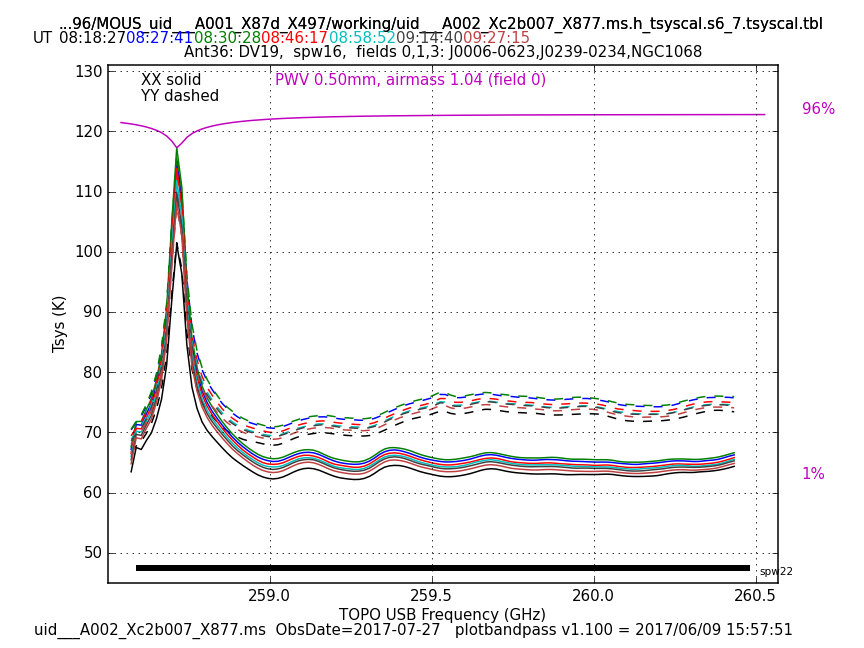 ...96/MOUS_uid___A001_X87d_X497/working/uid___A002_Xc2b007_X877.ms.h_tsyscal.s6_7.tsyscal.tbl
UT 08:18:27 08:27:41 08:30:28 08:46:17 08:58:52 09:14:40 09:27:15
Ant36: DV19, spw16, fields 0,1,3: J0006-0623,J0239-0234,NGC1068
XX solid
YY dashed
PWV 0.50mm, airmass 1.04 (field 0)
130
120
110
100
90
80
70
60
50
Tsys (K)
96%
1%
spw22
259.0 259.5 260.0 260.5
TOPO USB Frequency (GHz)
uid___A002_Xc2b007_X877.ms ObsDate=2017-07-27 plotbandpass v1.100 = 2017/06/09 15:57:51